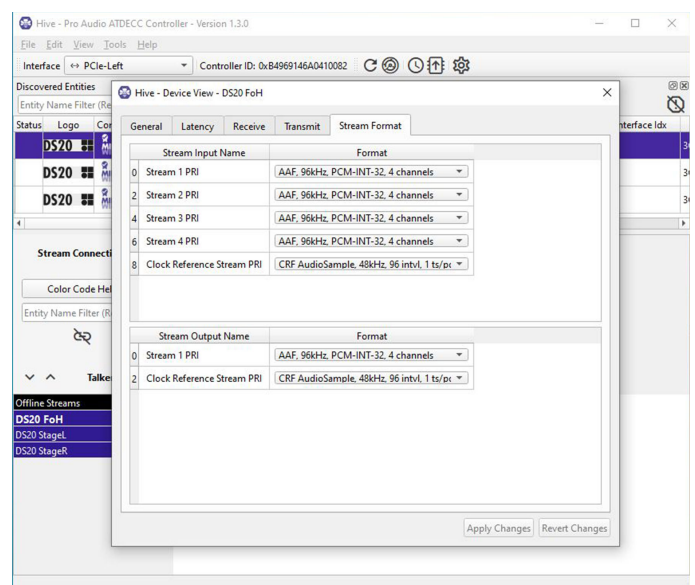 Hive - Pro Audio ATDECC Controller - Version 1.3.0
File Edit View Tools Help
Interface ↔ PCIe-Left Controller ID: 0xB4969146A0410082
Discovered Entities
Entity Name Filter (Re
Status Logo Cor
DS20
DS20
DS20
nterface Idx
Stream Connecti
Color Code Hel
Entity Name Filter (R
Talke
Offline Streams
DS20 FoH
DS20 StageL
DS20 StageR
Hive - Device View - DS20 FoH
General Latency Receive Transmit Stream Format
Stream Input Name Format
0 Stream 1 PRI AAF, 96kHz, PCM-INT-32, 4 channels
2 Stream 2 PRI AAF, 96kHz, PCM-INT-32, 4 channels
4 Stream 3 PRI AAF, 96kHz, PCM-INT-32, 4 channels
6 Stream 4 PRI AAF, 96kHz, PCM-INT-32, 4 channels
8 Clock Reference Stream PRI CRF AudioSample, 48kHz, 96 intvl, 1 ts/pc
Stream Output Name Format
0 Stream 1 PRI AAF, 96kHz, PCM-INT-32, 4 channels
2 Clock Reference Stream PRI CRF AudioSample, 48kHz, 96 intvl, 1 ts/pc
Apply Changes Revert Changes